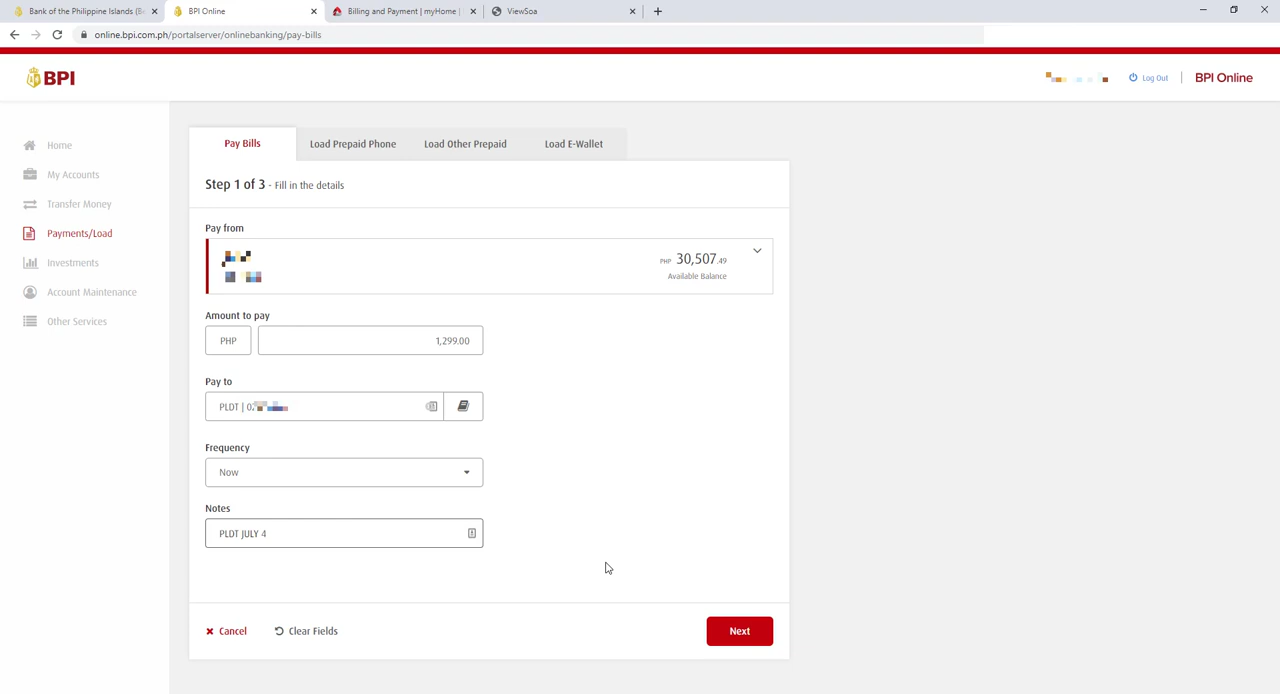 Bank of the Philippine Islands (B
BPI Online
Billing and Payment | myHome |
ViewSoa
online.bpi.com.ph/portalserver/onlinebanking/pay-bills
BPI
Log Out
BPI Online
Home
My Accounts
Transfer Money
Payments/Load
Investments
Account Maintenance
Other Services
Pay Bills
Load Prepaid Phone
Load Other Prepaid
Load E-Wallet
Step 1 of 3 - Fill in the details
Pay from
PHP 30,507.49
Available Balance
Amount to pay
PHP
1,299.00
Pay to
PLDT | 02
Frequency
Now
Notes
PLDT JULY 4
Cancel
Clear Fields
Next